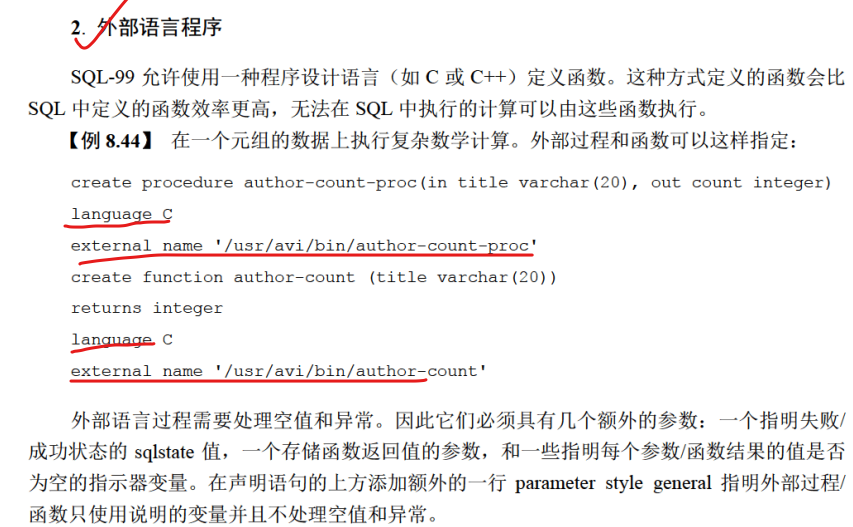 2. 外部语言程序
SQL-99 允许使用一种程序设计语言（如 C 或 C++）定义函数。这种方式定义的函数会比
SQL 中定义的函数效率更高，无法在 SQL 中执行的计算可以由这些函数执行。
【例 8.44】 在一个元组的数据上执行复杂数学计算。外部过程和函数可以这样指定：
create procedure author-count-proc(in title varchar(20), out count integer)
language C
external name '/usr/avi/bin/author-count-proc'
create function author-count (title varchar(20))
returns integer
language C
external name '/usr/avi/bin/author-count'
外部语言过程需要处理空值和异常。因此它们必须具有几个额外的参数：一个指明失败/
成功状态的 sqlstate 值，一个存储函数返回值的参数，和一些指明每个参数/函数结果的值是否
为空的指示器变量。在声明语句的上方添加额外的一行 parameter style general 指明外部过程/
函数只使用说明的变量并且不处理空值和异常。